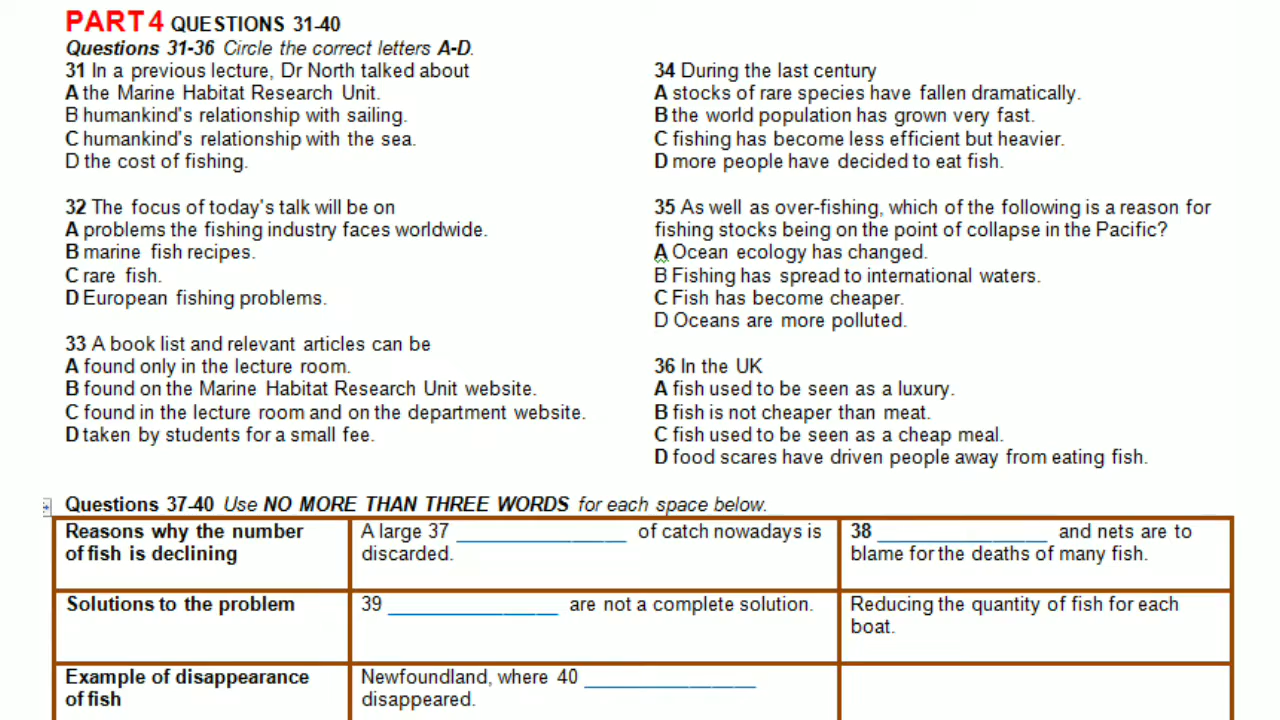 PART 4 QUESTIONS 31-40
Questions 31-36 Circle the correct letters A-D.
31 In a previous lecture, Dr North talked about
A the Marine Habitat Research Unit.
B humankind's relationship with sailing.
C humankind's relationship with the sea.
D the cost of fishing.
32 The focus of today's talk will be on
A problems the fishing industry faces worldwide.
B marine fish recipes.
C rare fish.
D European fishing problems.
33 A book list and relevant articles can be
A found only in the lecture room.
B found on the Marine Habitat Research Unit website.
C found in the lecture room and on the department website.
D taken by students for a small fee.
34 During the last century
A stocks of rare species have fallen dramatically.
B the world population has grown very fast.
C fishing has become less efficient but heavier.
D more people have decided to eat fish.
35 As well as over-fishing, which of the following is a reason for
fishing stocks being on the point of collapse in the Pacific?
A Ocean ecology has changed.
B Fishing has spread to international waters.
C Fish has become cheaper.
D Oceans are more polluted.
36 In the UK
A fish used to be seen as a luxury.
B fish is not cheaper than meat.
C fish used to be seen as a cheap meal.
D food scares have driven people away from eating fish.
Questions 37-40 Use NO MORE THAN THREE WORDS for each space below.
Reasons why the number
of fish is declining
A large 37 ________________ of catch nowadays is
discarded.
38 ________________ and nets are to
blame for the deaths of many fish.
Solutions to the problem
39 ________________ are not a complete solution.
Reducing the quantity of fish for each
boat.
Example of disappearance
of fish
Newfoundland, where 40 ________________
disappeared.